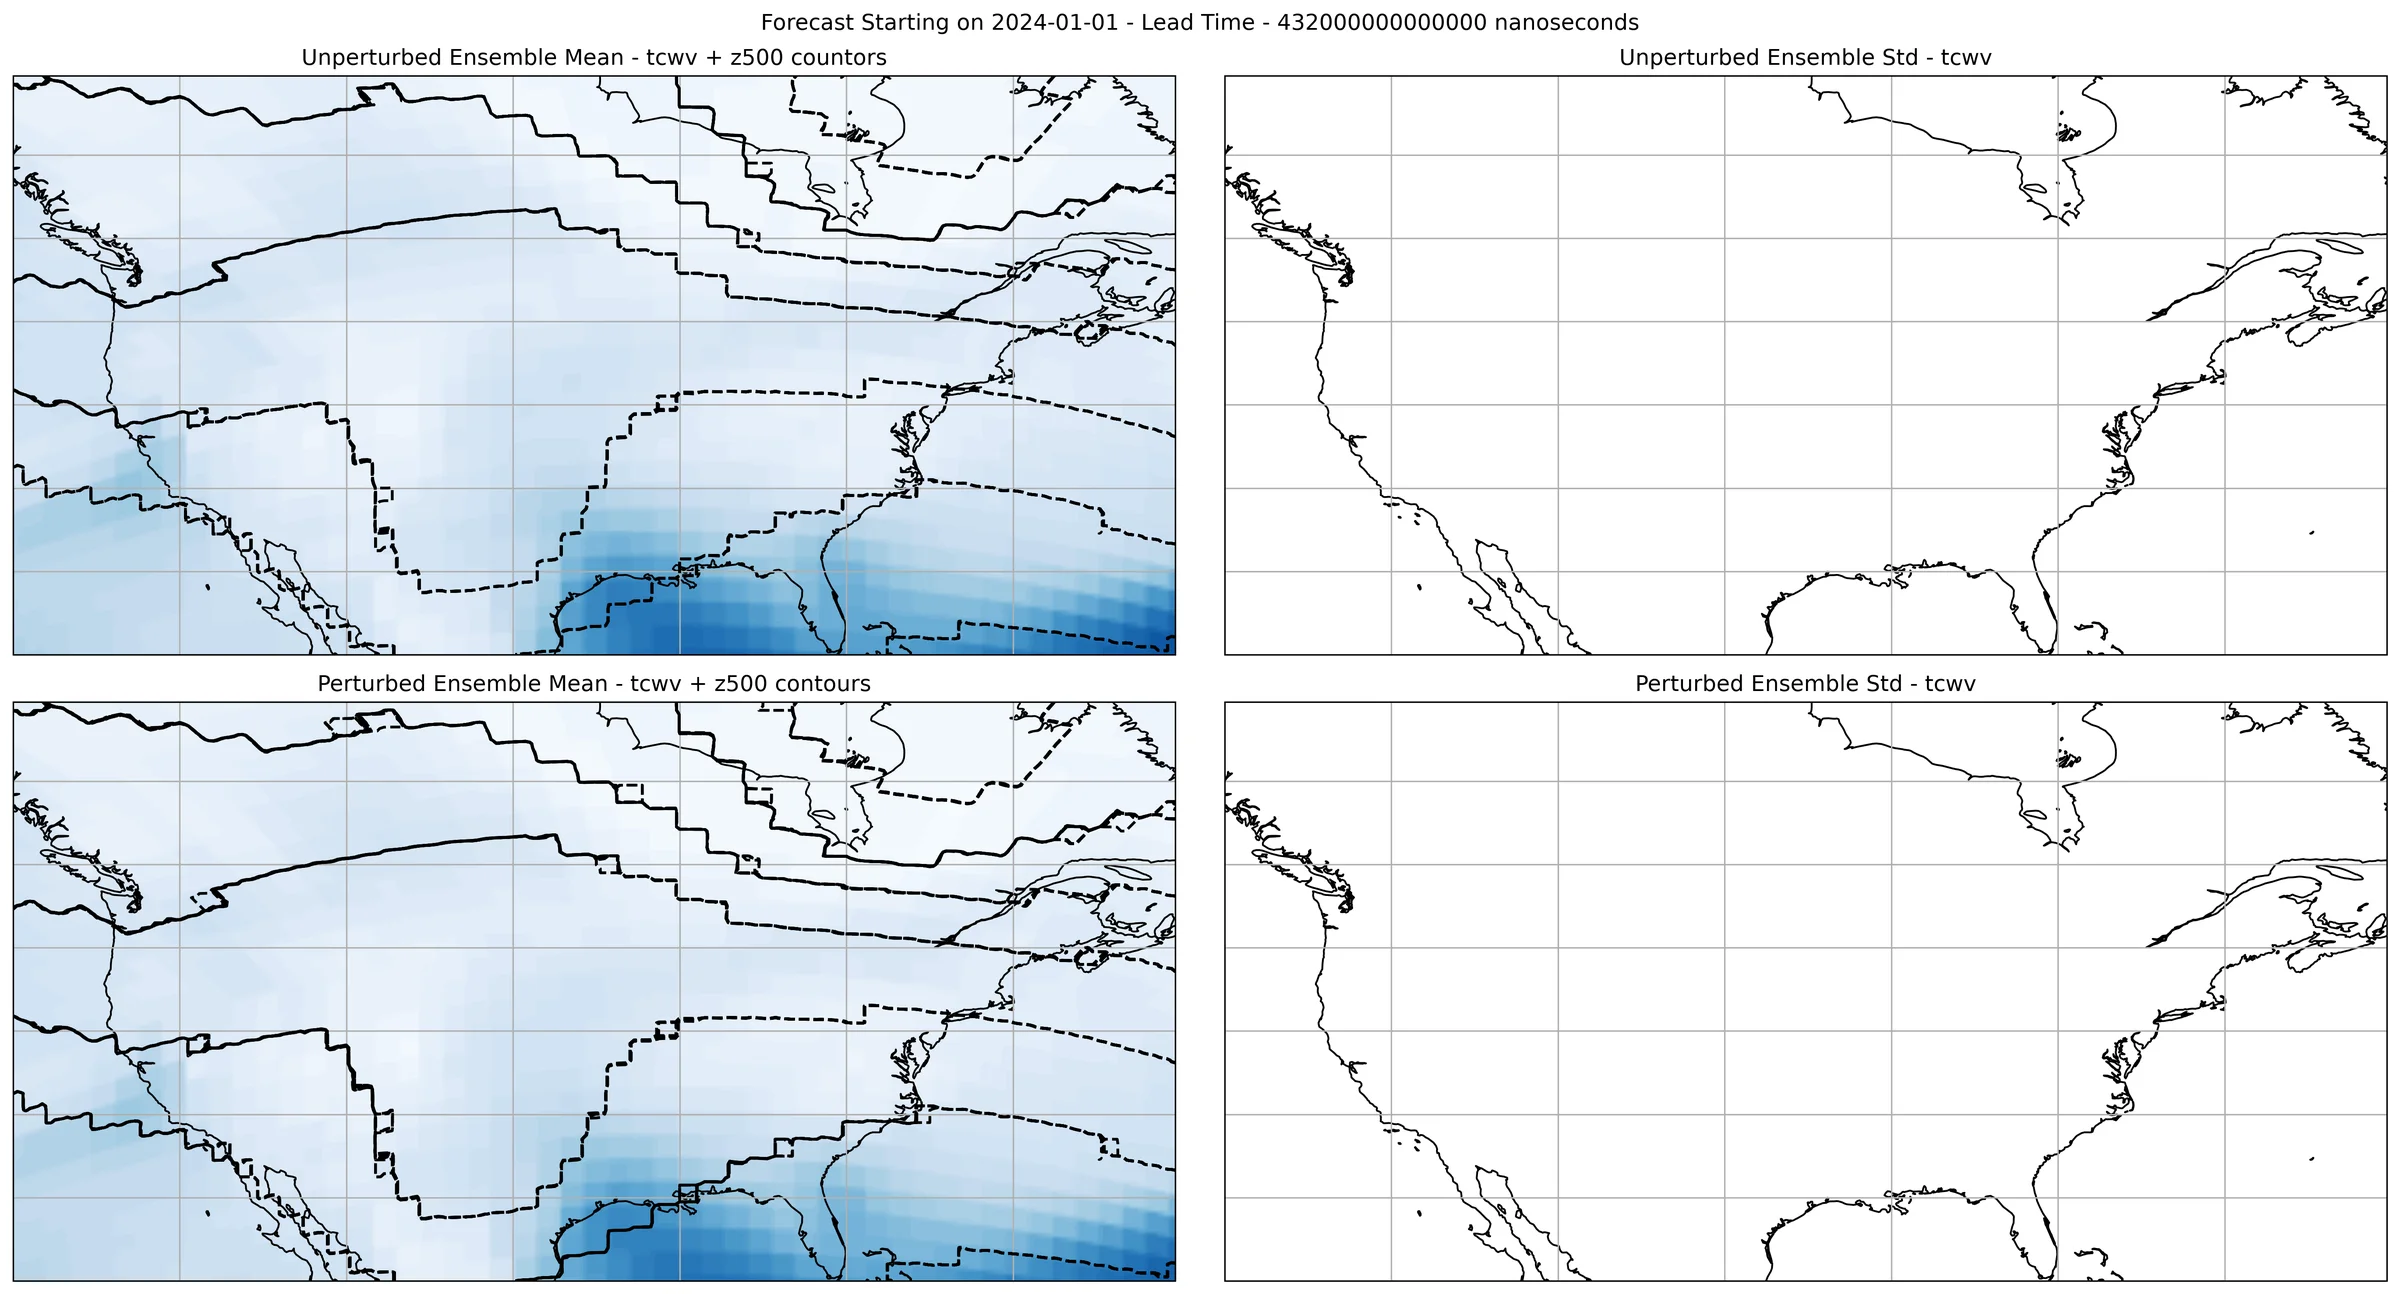 Forecast Starting on 2024-01-01 - Lead Time - 432000000000000 nanoseconds
Unperturbed Ensemble Mean - tcwv + z500 countors
Unperturbed Ensemble Std - tcwv
Perturbed Ensemble Mean - tcwv + z500 contours
Perturbed Ensemble Std - tcwv